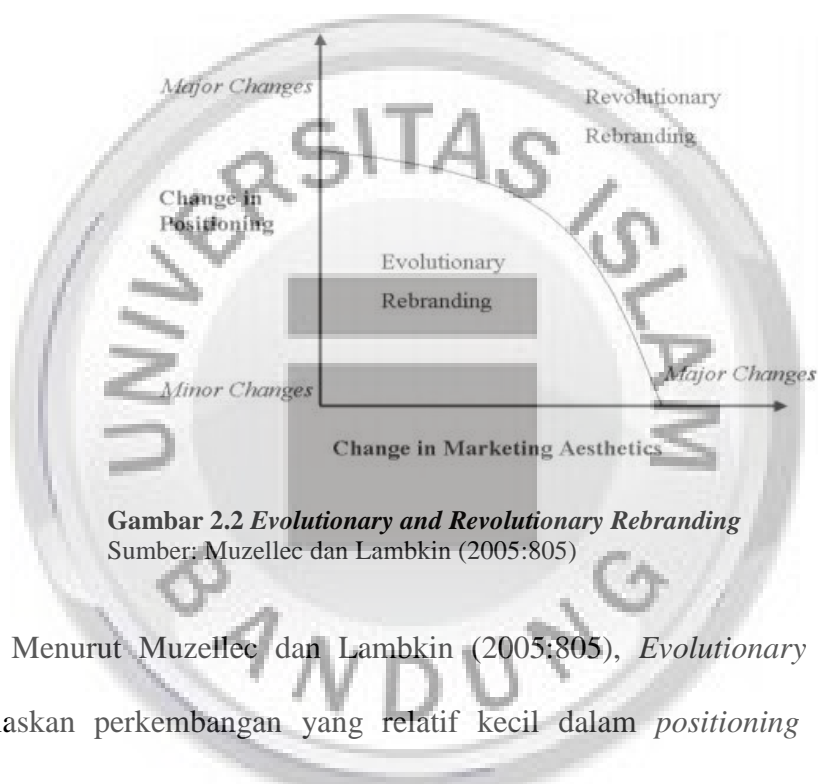 Major Changes
Revolutionary
Rebranding
Change in
Positioning
Evolutionary
Rebranding
Minor Changes
Major Changes
Change in Marketing Aesthetics
Gambar 2.2 Evolutionary and Revolutionary Rebranding
Sumber: Muzellec dan Lambkin (2005:805)
Menurut Muzellec dan Lambkin (2005:805), Evolutionary
perkembangan yang relatif kecil dalam positioning
UNIVERSITAS ISLAM
BANDUNG